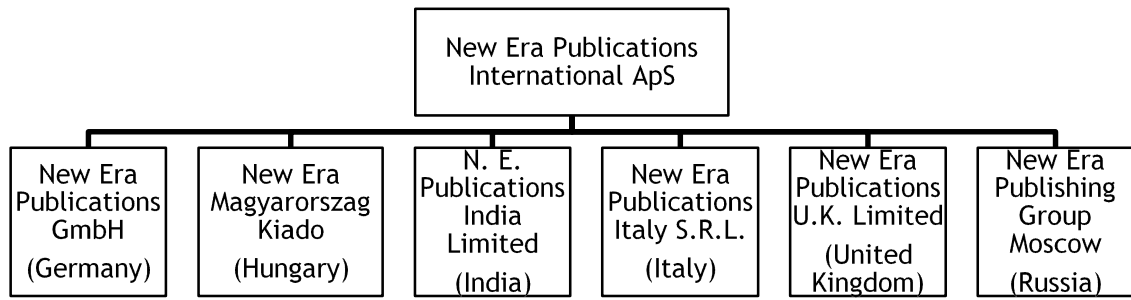 New Era Publications
International ApS
New Era
Publications
GmbH
(Germany)
New Era
Magyarorszag
Kiado
(Hungary)
N. E.
Publications
India
Limited
(India)
New Era
Publications
Italy S.R.L.
(Italy)
New Era
Publications
U.K. Limited
(United
Kingdom)
New Era
Publishing
Group
Moscow
(Russia)